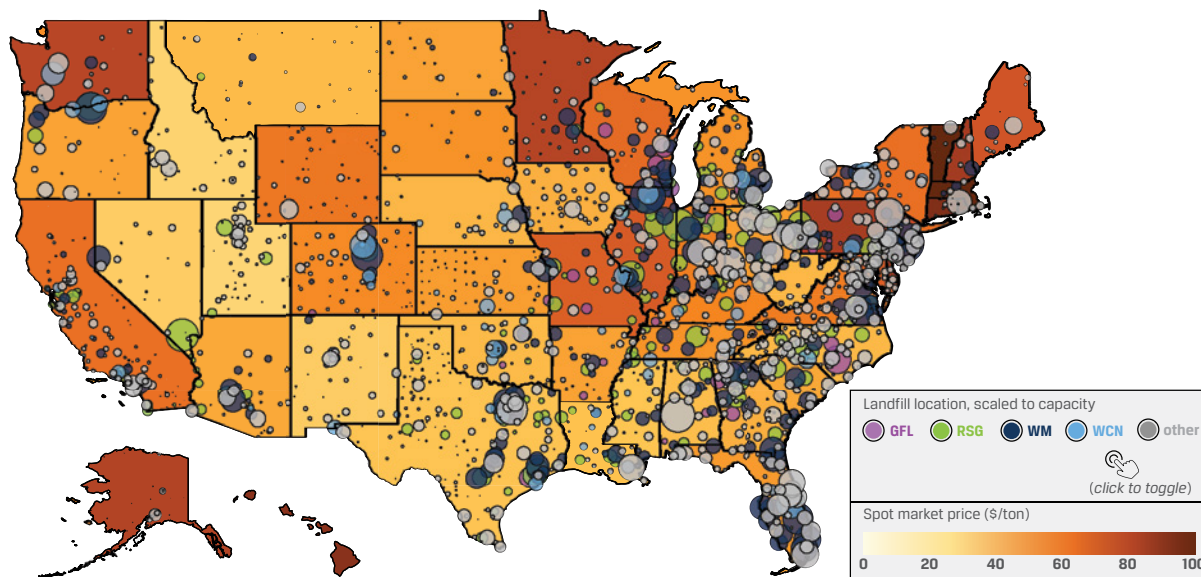 Landfill location, scaled to capacity
GFL RSG WM WCN other
(click to toggle)
Spot market price ($/ton)
0 20 40 60 80 100